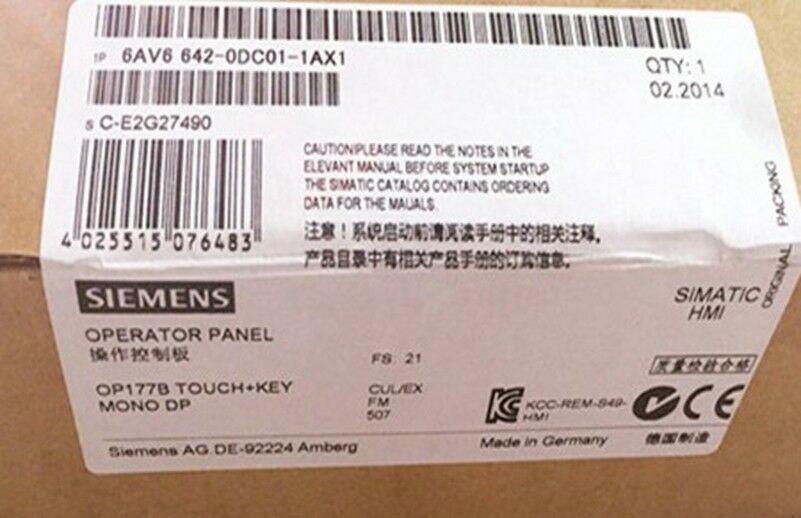 1P 6AV6 642-0DC01-1AX1
QTY: 1
02.2014
S C-E2G27490
CAUTION!PLEASE READ THE NOTES IN THE
ELEVANT MANUAL BEFORE SYSTEM STARTUP
THE SIMATIC CATALOG CONTAINS ORDERING
DATA FOR THE MAUALS.
注意!系统启动前请阅读手册中的相关注释。
产品目录中有相关产品手册的订购信息。
4 025515 076483
ORIGINAL PACKING
SIEMENS
SIMATIC
HMI
OPERATOR PANEL
操作控制板
FS 21
质量检验合格
OP177B TOUCH+KEY
MONO DP
CUL/EX
FM
507
KCC-REM-S49-
HMI
CE
Siemens AG.DE-92224 Amberg
Made in Germany
德国制造